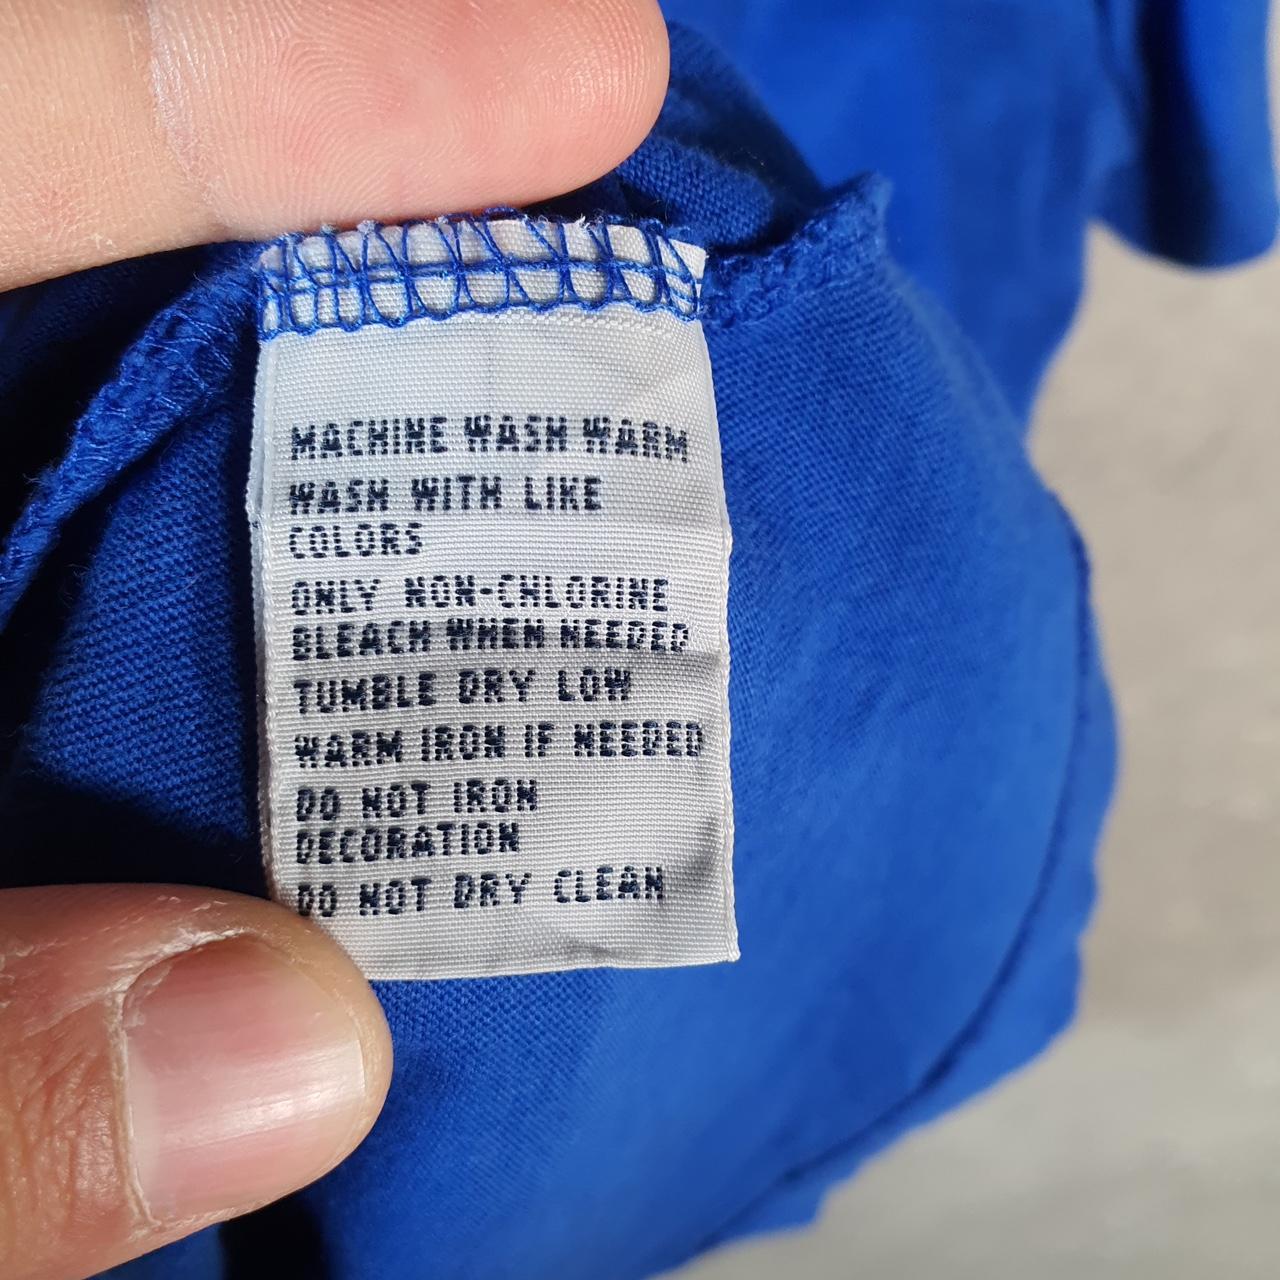 MACHINE WASH WARM
WASH WITH LIKE
COLORS
ONLY NON-CHLORINE
BLEACH WHEN NEEDED
TUMBLE DRY LOW
WARM IRON IF NEEDED
DO NOT IRON
DECORATION
DO NOT DRY CLEAN